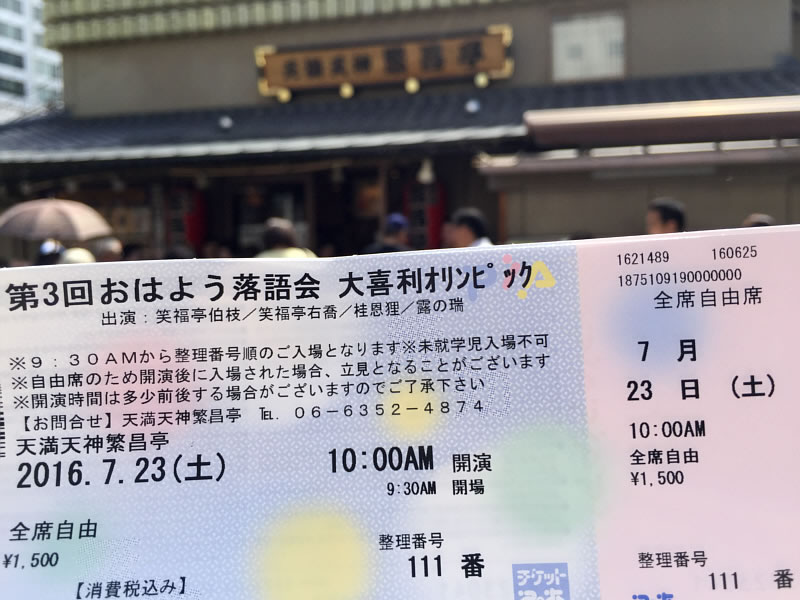 天満天神 繁昌亭
第3回おはよう落語会 大喜利ｵﾘﾝﾋﾟｯｸ
出演：笑福亭伯枝／笑福亭右喬／桂恩狸／露の瑞
※９：３０ＡＭから整理番号順のご入場となります※未就学児入場不可
※自由席のため開演後に入場された場合、立見となることがございます
※開演時間は多少前後する場合がございますのでご了承下さい
【お問合せ】天満天神繁昌亭 ℡ ０６－６３５２－４８７４
天満天神繁昌亭
2016.7.23(土) 10:00AM 開演
9:30AM 開場
全席自由
¥1,500
整理番号
111 番
【消費税込み】
チケット
1621489 160625
1875109190000000
全席自由席
7 月
23 日 (土)
10:00AM
全席自由
¥1,500
整理番号
111 番